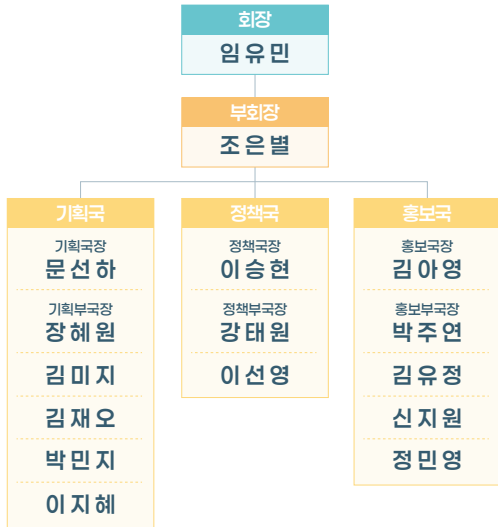 회장
임유민
부회장
조은별
기획국
기획국장
문선하
기획부국장
장혜원
김미지
김재오
박민지
이지혜
정책국
정책국장
이승현
정책부국장
강태원
이선영
홍보국
홍보국장
김아영
홍보부국장
박주연
김유정
신지원
정민영